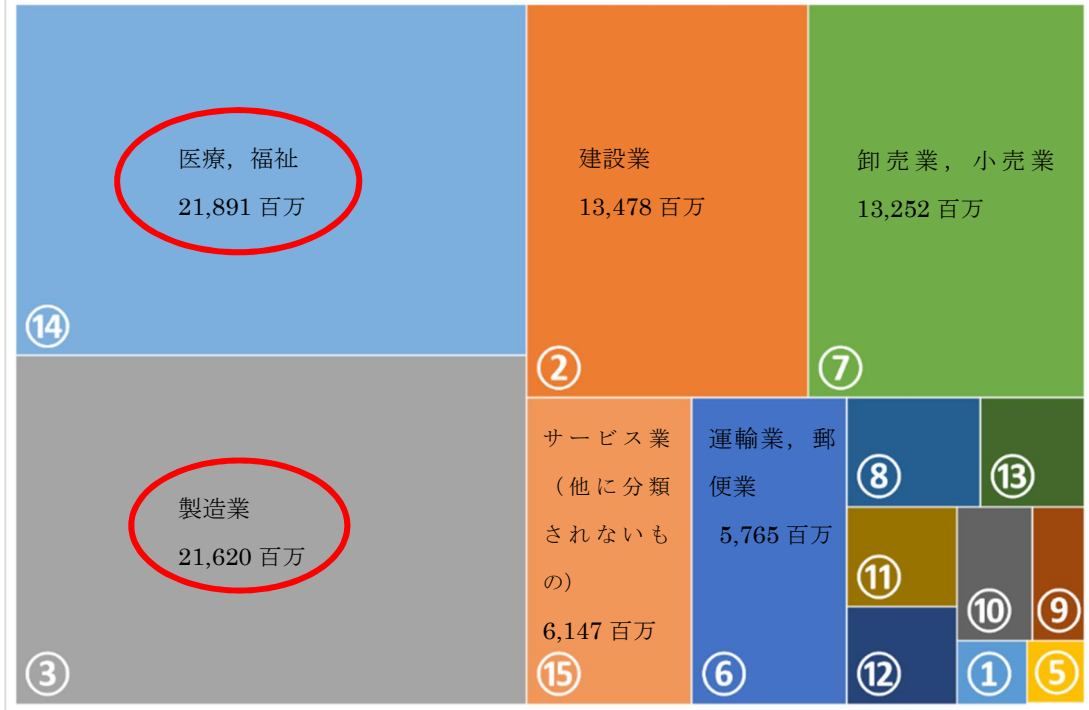 医療，福祉
21,891 百万
⑭
建設業
13,478 百万
②
卸売業，小売業
13,252 百万
⑦
製造業
21,620 百万
③
サービス業
（他に分類
されないも
の）
6,147 百万
⑮
運輸業，郵
便業
5,765 百万
⑥
⑧
⑬
⑪
⑩
⑨
⑫
①
⑤